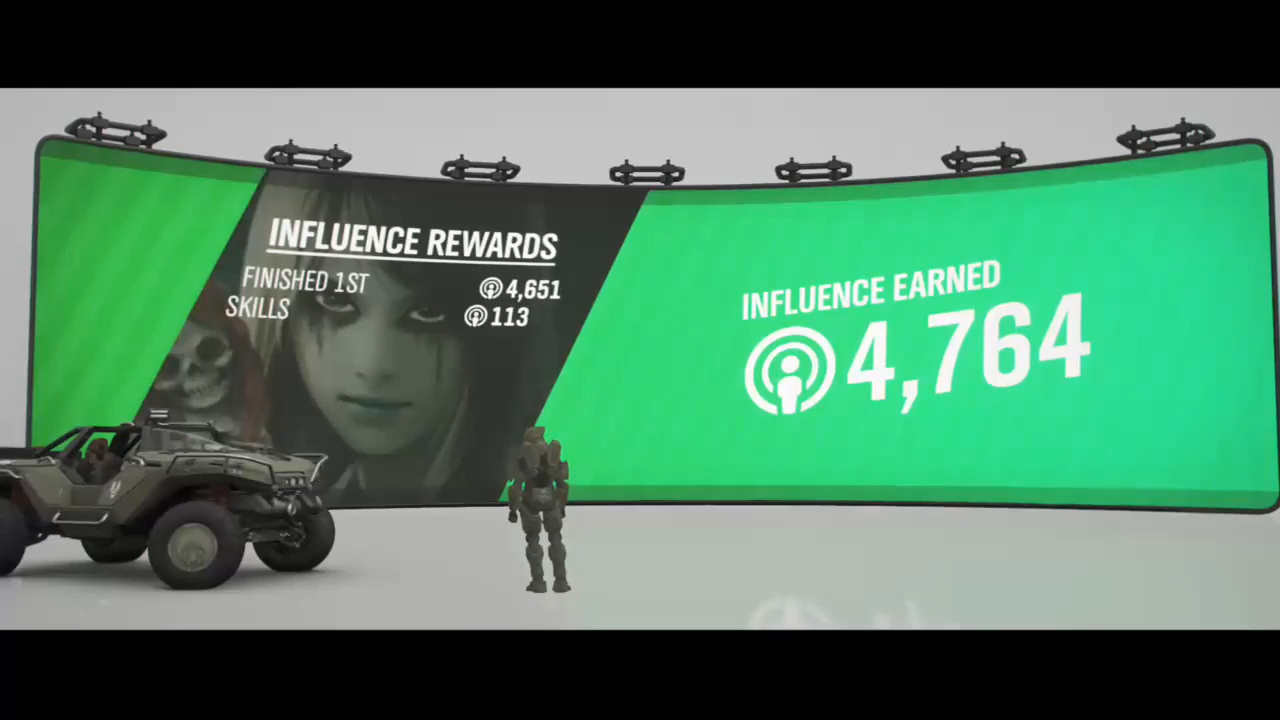 INFLUENCE REWARDS
FINISHED 1ST 4,651
SKILLS 113
INFLUENCE EARNED
4,764